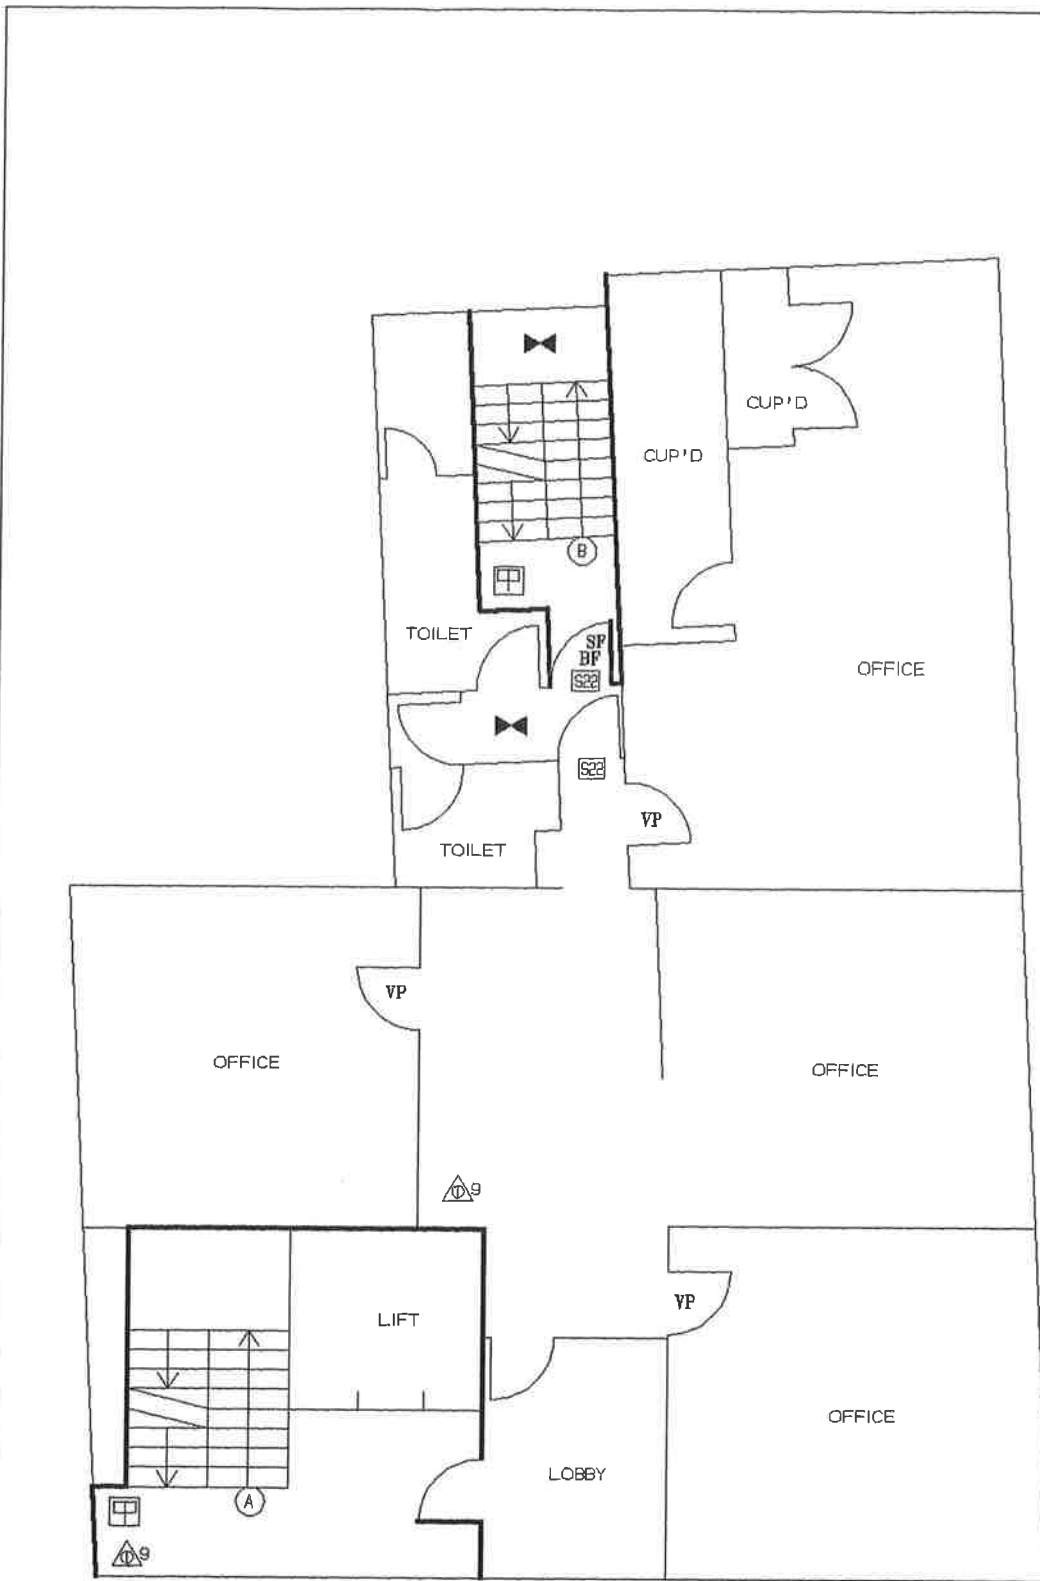 CUP'D
CUP'D
B
TOILET
SF
BF
S22
OFFICE
S22
VP
TOILET
VP
OFFICE
OFFICE
9
VP
LIFT
OFFICE
LOBBY
A
9